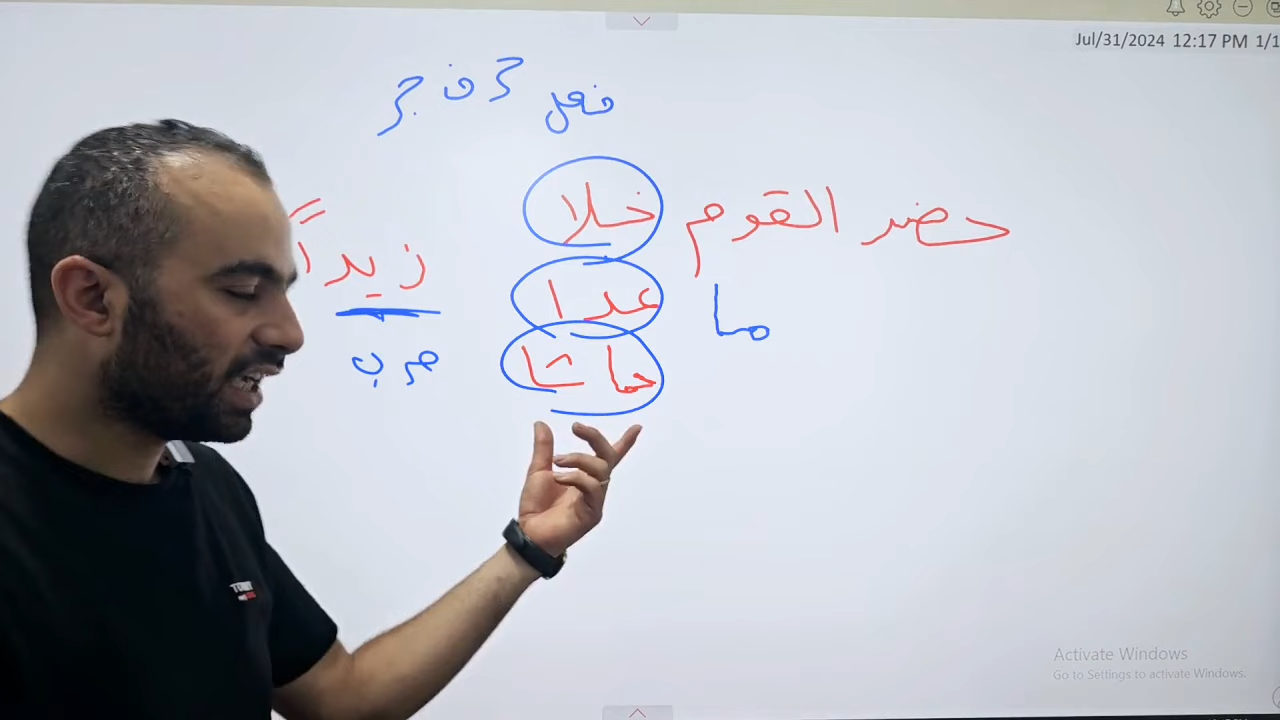 Jul/31/2024 12:17 PM 1/1
فعل حرف جر
حضر القوم خلا زيداً
ما عدا
حاشا
Activate Windows
Go to Settings to activate Windows.